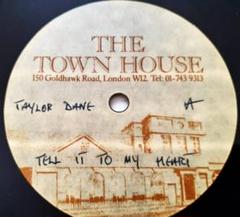 THE
TOWN HOUSE
150 Goldhawk Road, London W12. Tel: 01-743 9313
TAYLOR DANE A
TELL IT TO MY HEART